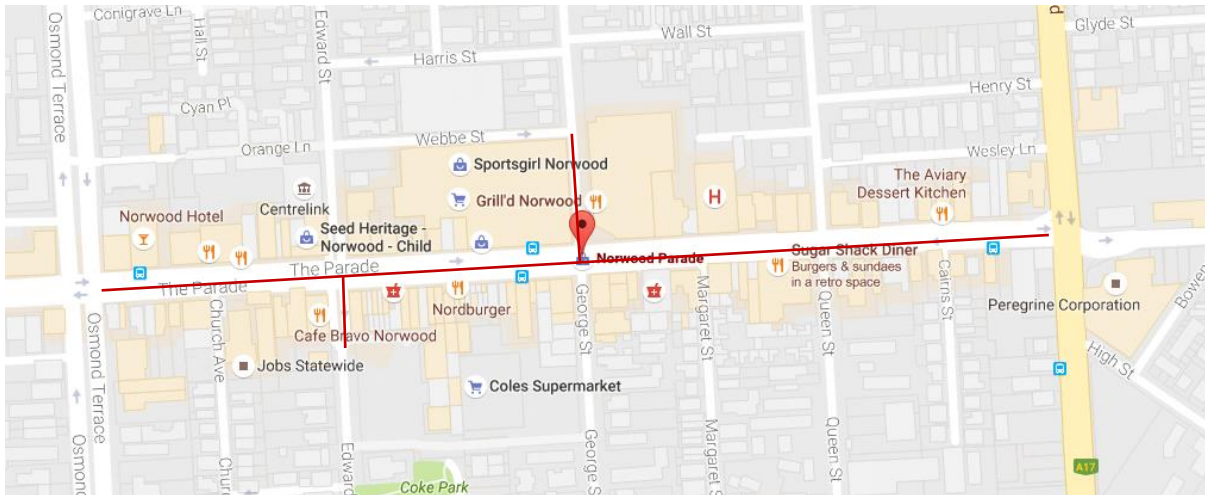 Conigrave Ln
Osmond Terrace
Hall St
Edward St
Wall St
Glyde St
Harris St
Cyan Pl
Henry St
Webbe St
Orange Ln
Wesley Ln
Sportsgirl Norwood
The Aviary
Dessert Kitchen
Centrelink
Grill'd Norwood
H
Norwood Hotel
Seed Heritage -
Norwood - Child
The Parade
Norwood Parade
Sugar Shack Diner
Burgers & sundaes
in a retro space
The Parade
Nordburger
Peregrine Corporation
Cafe Bravo Norwood
Osmond Terrace
Church Ave
George St
Margaret St
Queen St
Cairns St
Bowen
Jobs Statewide
High St
Coles Supermarket
Osmond
Chur
Edward
George St
Margaret St
Queen St
A17
Coke Park